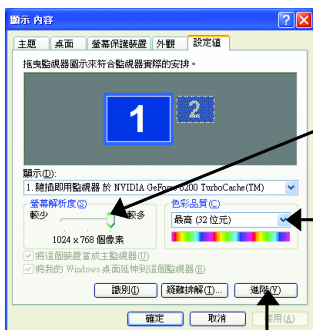 顯示 內容
主題 桌面 螢幕保護裝置 外觀 設定值
拖曳監視器圖示來符合監視器實際的安排。
1 2
顯示(D):
1. 隨插即用監視器 於 NVIDIA GeForce 6200 TurboCache(TM)
螢幕解析度(S) 色彩品質(C)
較少 較多 最高 (32 位元)
1024 x 768 個像素
將這個裝置當成主監視器(U)
將我的 Windows 桌面延伸到這個監視器(E)
識別(I) 疑難排解(T)... 進階(V)
確定 取消 套用(A)